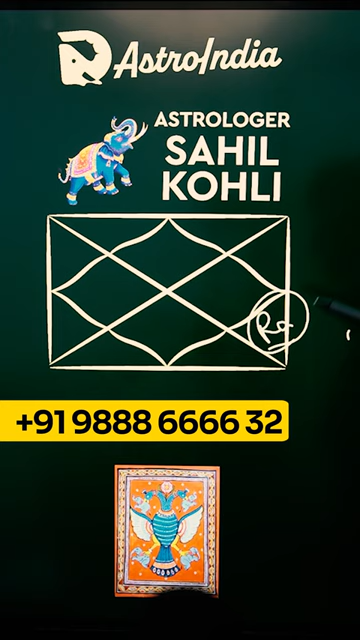 AstroIndia
ASTROLOGER
SAHIL
KOHLI
+91 9888 6666 32